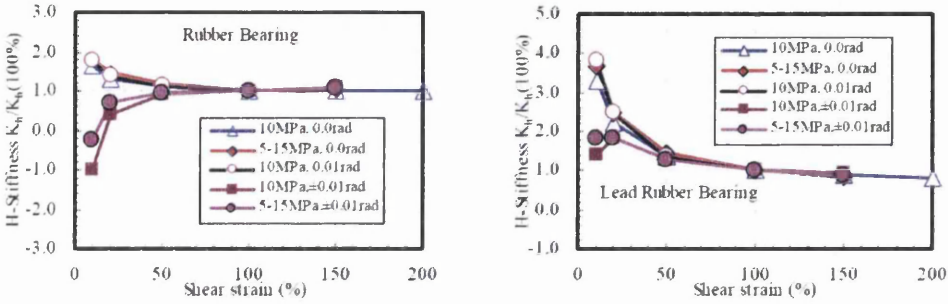 3.0
2.0
1.0
0.0
-1.0
-2.0
-3.0
H-Stiffness Kh/Kh(100%)
Rubber Bearing
10MPa, 0.0rad
5-15MPa, 0.0rad
10MPa, 0.01rad
10MPa,±0.01rad
5-15MPa,±0.01rad
0 50 100 150 200
Shear strain (%)
5.0
4.0
3.0
2.0
1.0
0.0
-1.0
H-Stiffness Kh/Kh(100%)
10MPa, 0.0rad
5-15MPa, 0.0rad
10MPa, 0.01rad
10MPa,±0.01rad
5-15MPa,±0.01rad
Lead Rubber Bearing
0 50 100 150 200
Shear strain (%)